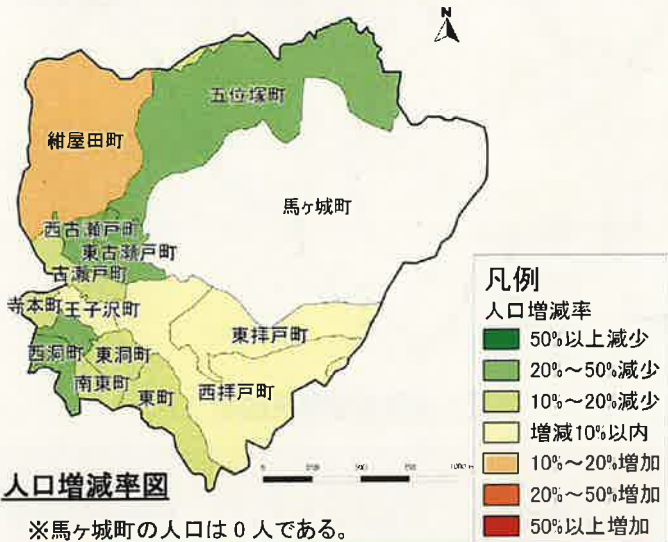 N
五位塚町
紺屋田町
馬ヶ城町
西古瀬戸町
東古瀬戸町
古瀬戸町
寺本町
王子沢町
東拝戸町
西洞町
東洞町
南東町
東町
西拝戸町
凡例
人口増減率
50%以上減少
20%～50%減少
10%～20%減少
増減10%以内
10%～20%増加
20%～50%増加
50%以上増加
人口増減率図
※馬ヶ城町の人口は0人である。